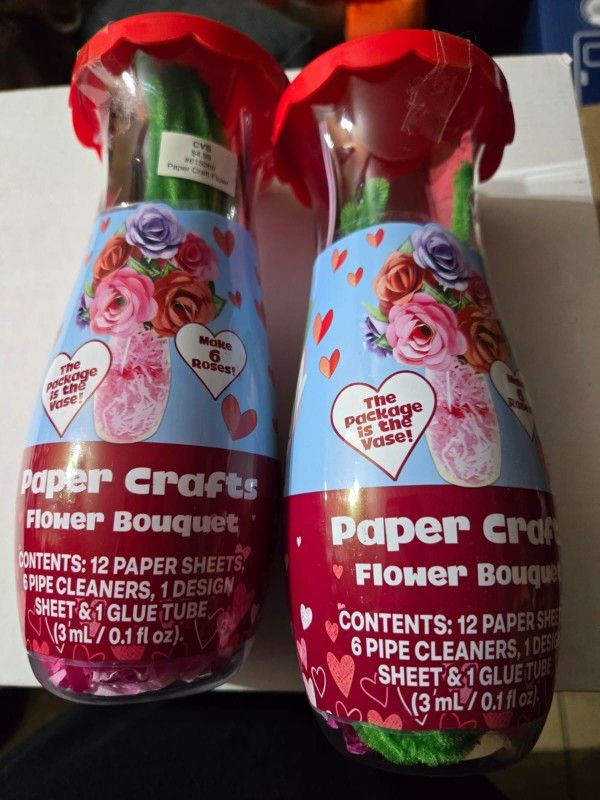 CVS
Paper Craft Flower
Make
6
Roses!
The
Package
is the
Vase!
Paper Crafts
Flower Bouquet
CONTENTS: 12 PAPER SHEETS,
6 PIPE CLEANERS, 1 DESIGN
SHEET & 1 GLUE TUBE
(3 mL / 0.1 fl oz).
The
Package
is the
Vase!
Paper Craf
Flower Bouque
CONTENTS: 12 PAPER SHEE
6 PIPE CLEANERS, 1 DESIG
SHEET & 1 GLUE TUBE
(3 mL / 0.1 fl oz).